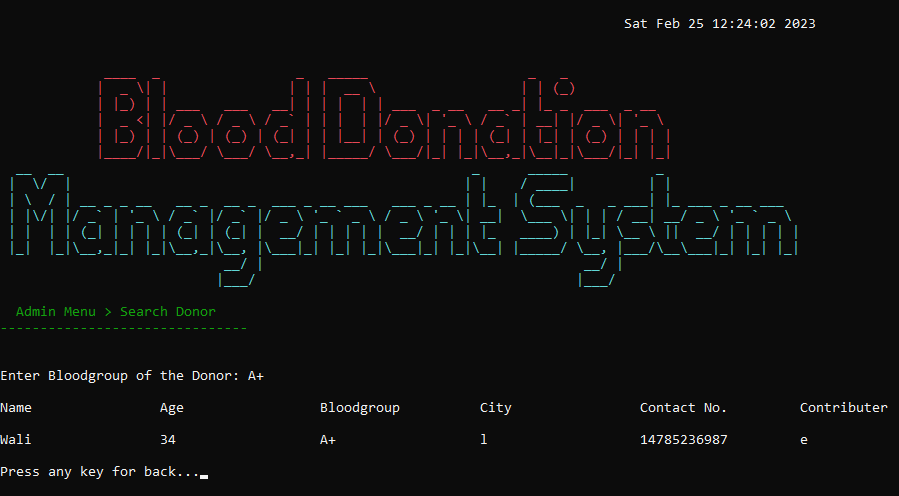 Sat Feb 25 12:24:02 2023
Blood Donation
Management System
Admin Menu > Search Donor
-------------------------------
Enter Bloodgroup of the Donor: A+
Name Age Bloodgroup City Contact No. Contributer
Wali 34 A+ l 14785236987 e
Press any key for back...